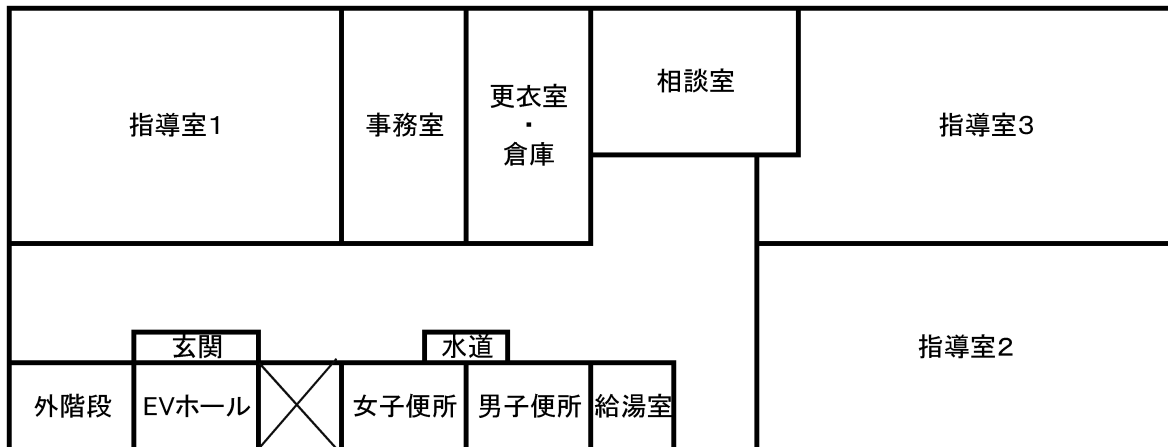 指導室1
事務室
更衣室
・
倉庫
相談室
指導室3
玄関
水道
指導室2
外階段
EVホール
女子便所
男子便所
給湯室